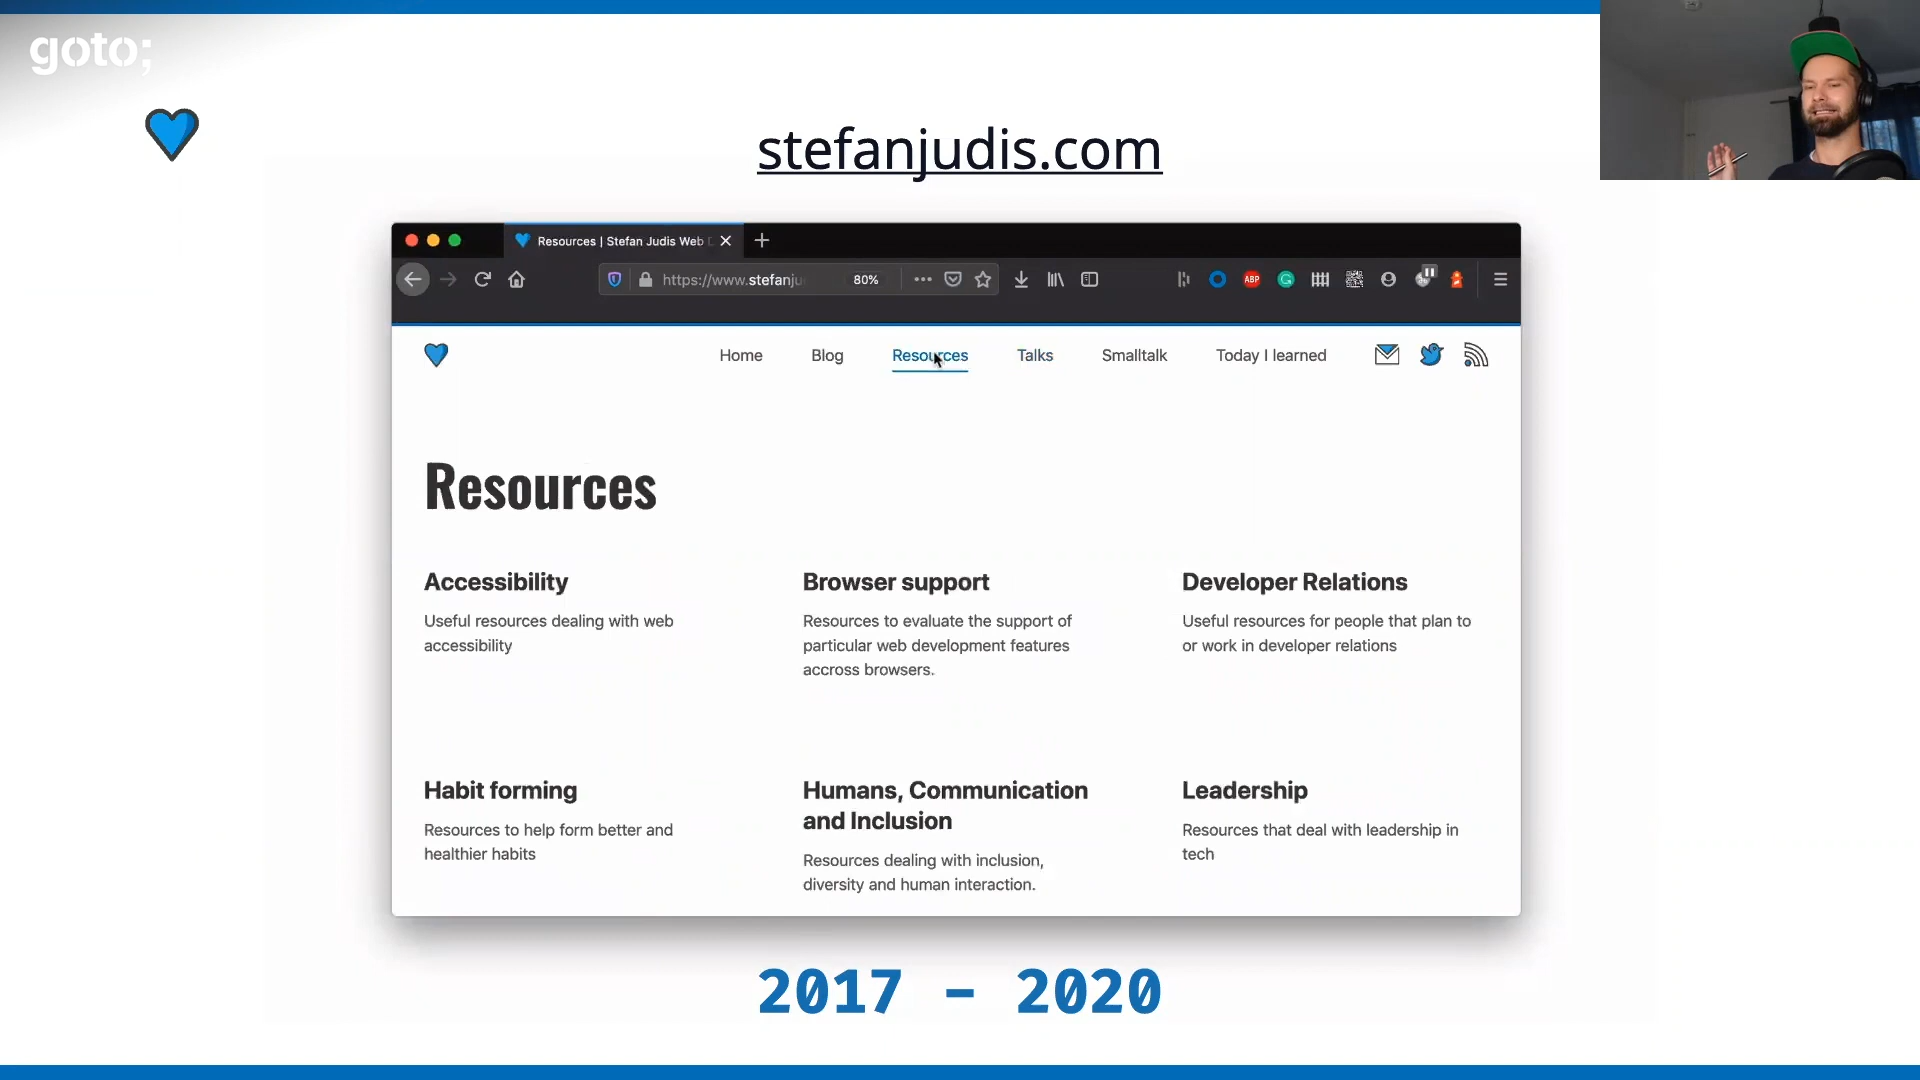 goto;
stefanjudis.com
Resources | Stefan Judis Web D
https://www.stefanju
80%
ABP
Home Blog Resources Talks Smalltalk Today I learned
Resources
Accessibility
Useful resources dealing with web
accessibility
Browser support
Resources to evaluate the support of
particular web development features
accross browsers.
Developer Relations
Useful resources for people that plan to
or work in developer relations
Habit forming
Resources to help form better and
healthier habits
Humans, Communication
and Inclusion
Resources dealing with inclusion,
diversity and human interaction.
Leadership
Resources that deal with leadership in
tech
2017 – 2020